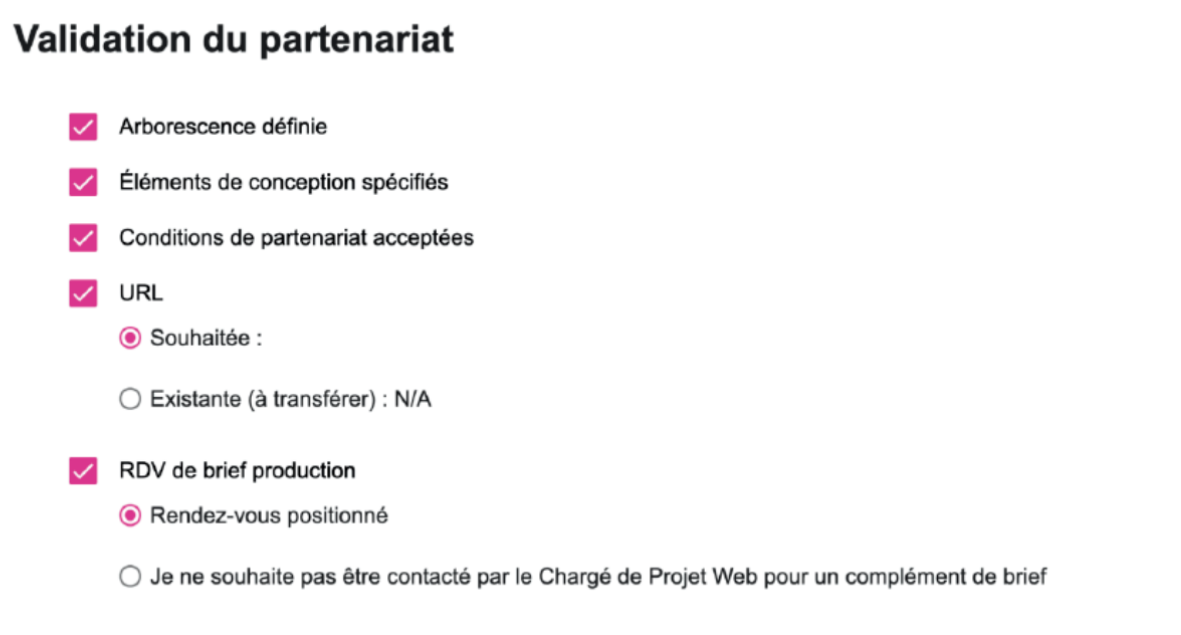 Validation du partenariat
Arborescence définie
Éléments de conception spécifiés
Conditions de partenariat acceptées
URL
Souhaitée :
Existante (à transférer) : N/A
RDV de brief production
Rendez-vous positionné
Je ne souhaite pas être contacté par le Chargé de Projet Web pour un complément de brief